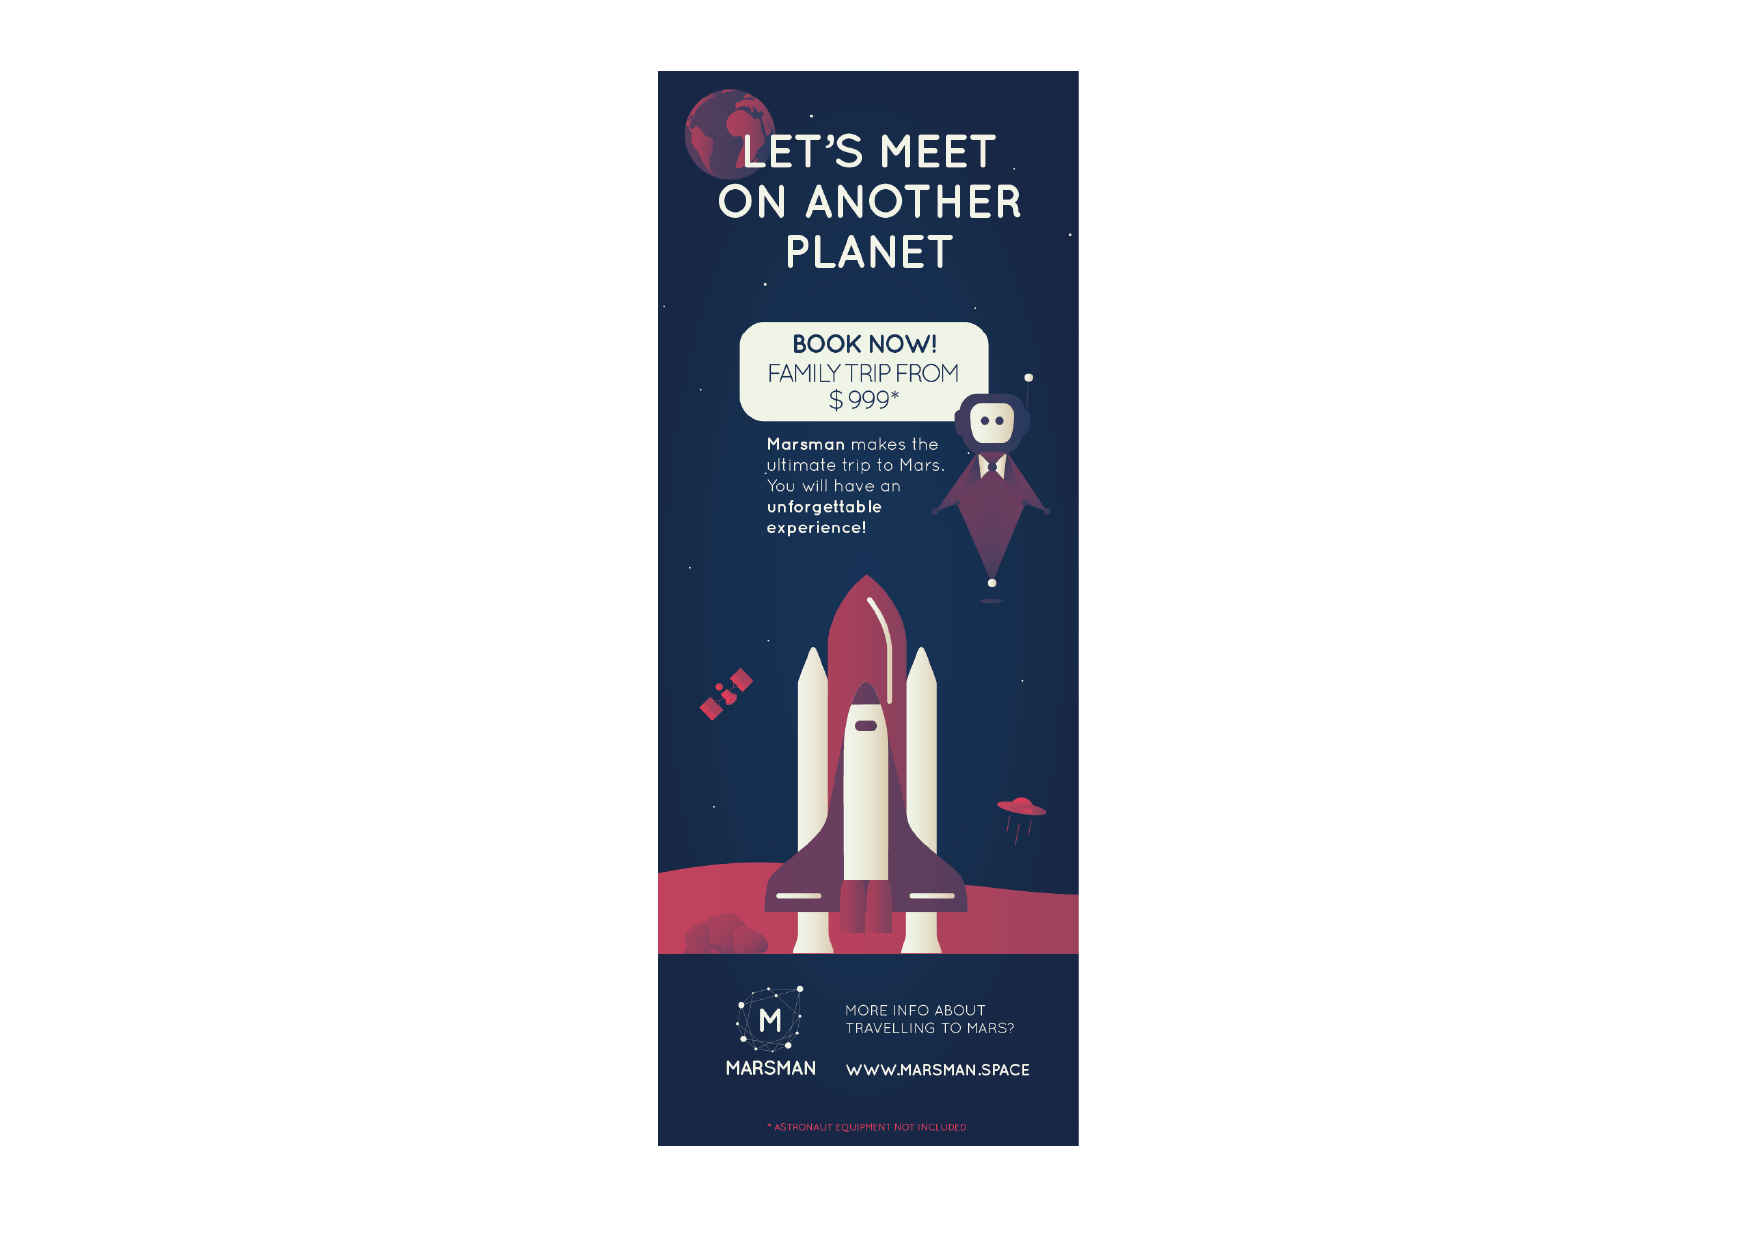 LET'S MEET
ON ANOTHER
PLANET
BOOK NOW!
FAMILY TRIP FROM
$ 999*
Marsman makes the
ultimate trip to Mars.
You will have an
unforgettable
experience!
M
MARSMAN
MORE INFO ABOUT
TRAVELLING TO MARS?
WWW.MARSMAN.SPACE
* ASTRONAUT EQUIPMENT NOT INCLUDED